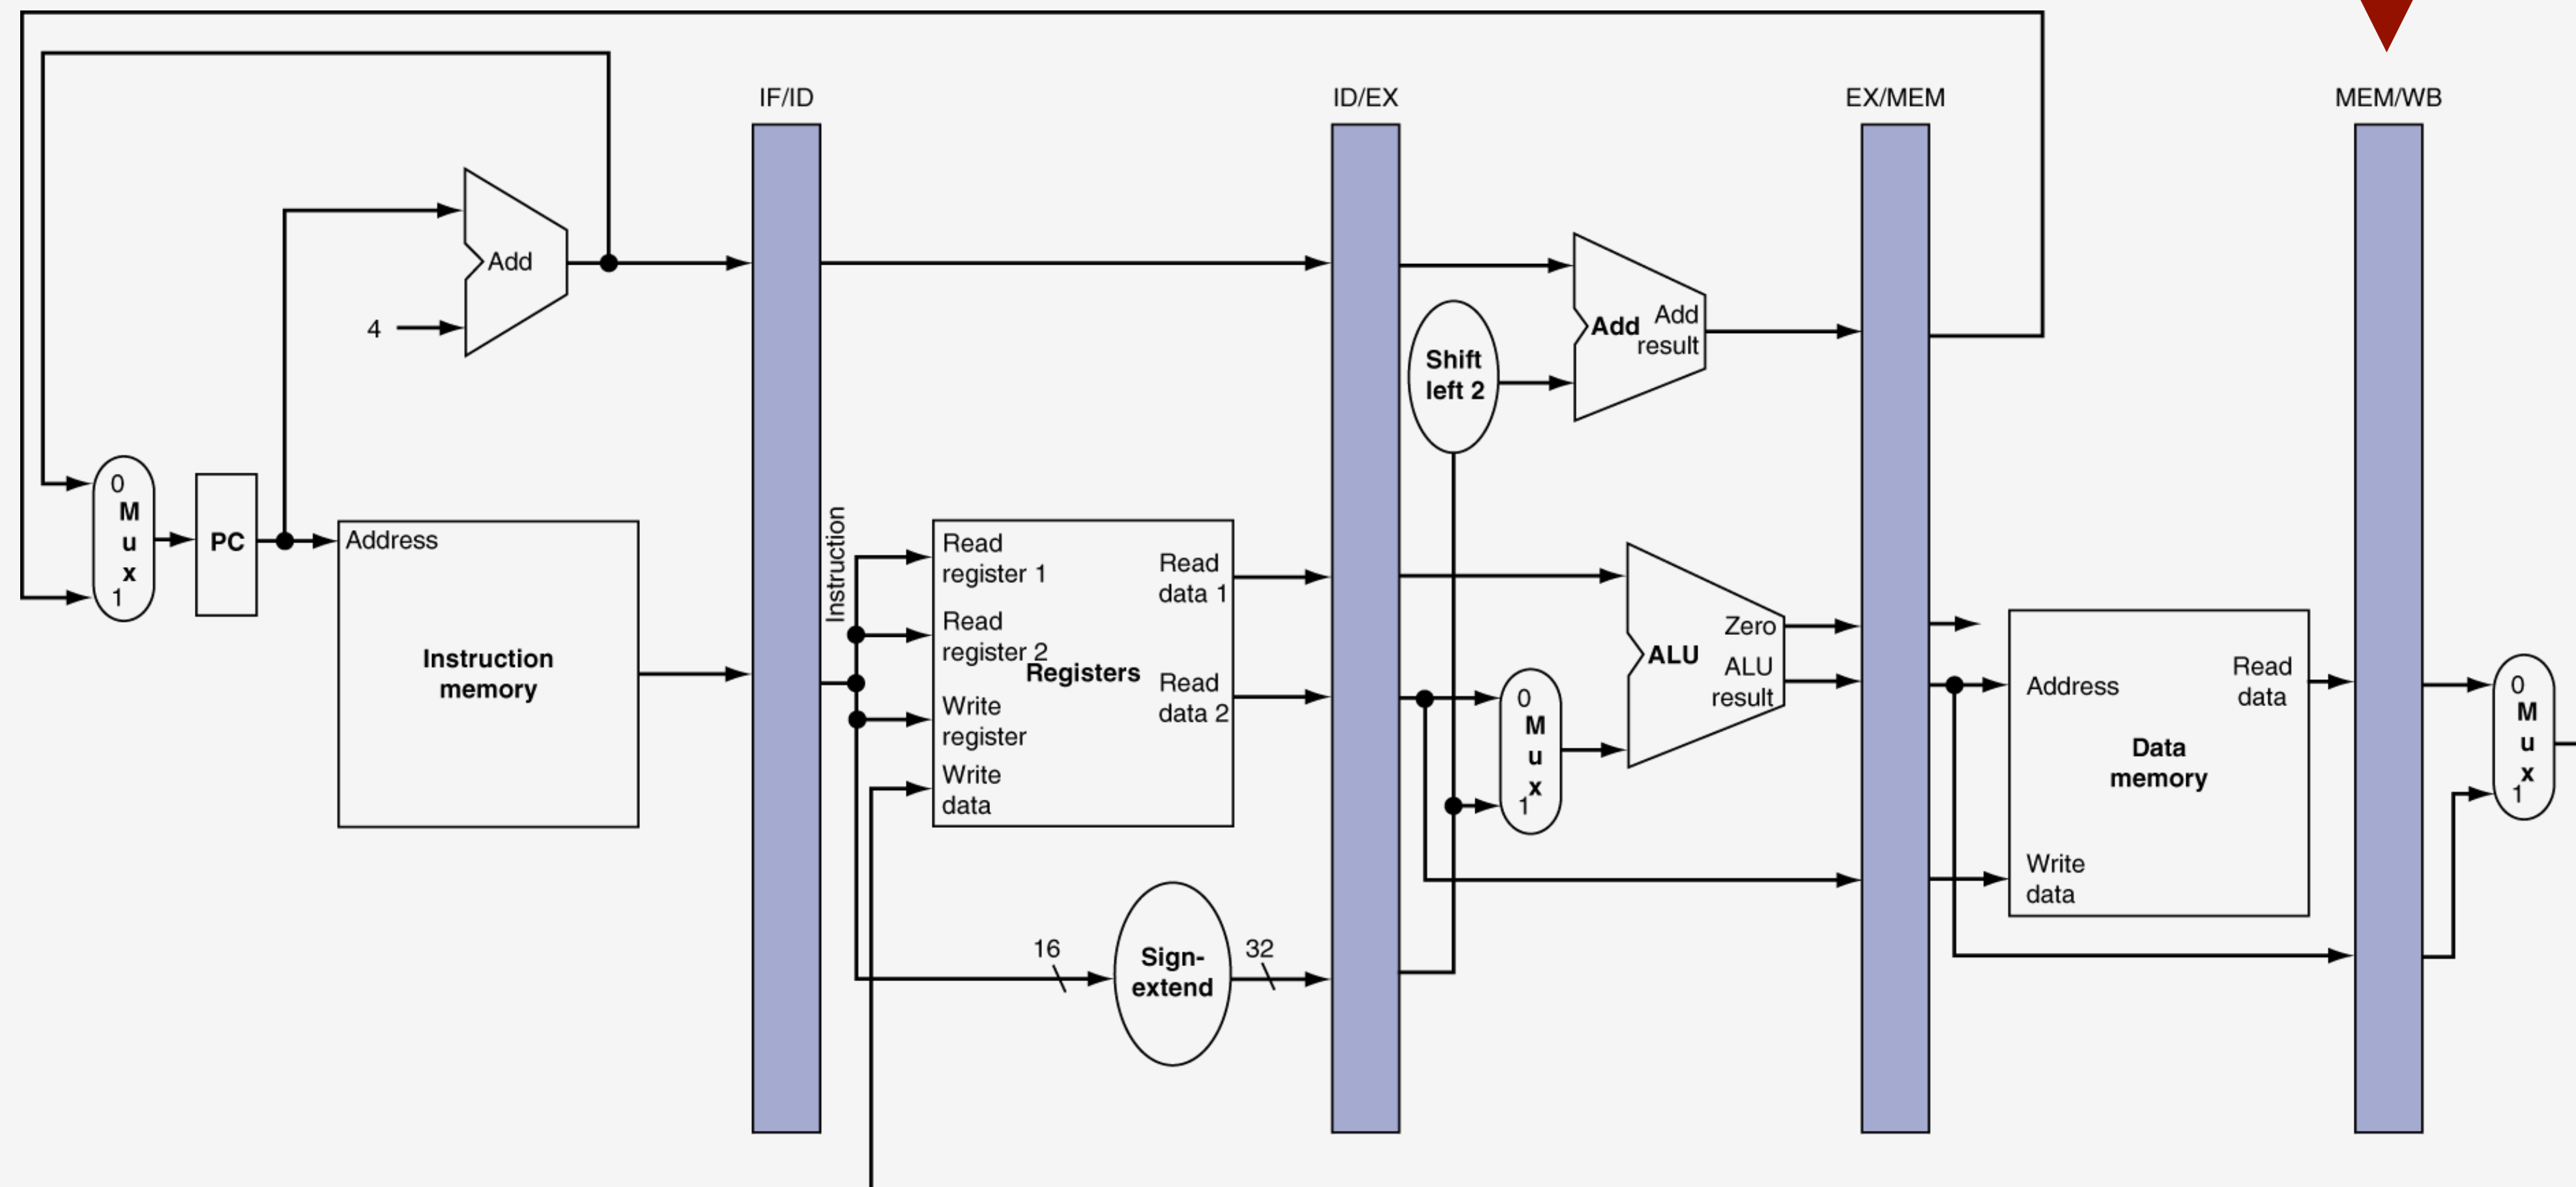 IF/ID
ID/EX
EX/MEM
MEM/WB
Add
4
0
M
u
x
1
PC
Address
Instruction
memory
Instruction
Read
register 1
Read
register 2
Write
register
Write
data
Registers
Read
data 1
Read
data 2
16
Sign-
extend
32
Shift
left 2
Add
Add
result
0
M
u
x
1
ALU
Zero
ALU
result
Address
Read
data
Data
memory
Write
data
0
M
u
x
1